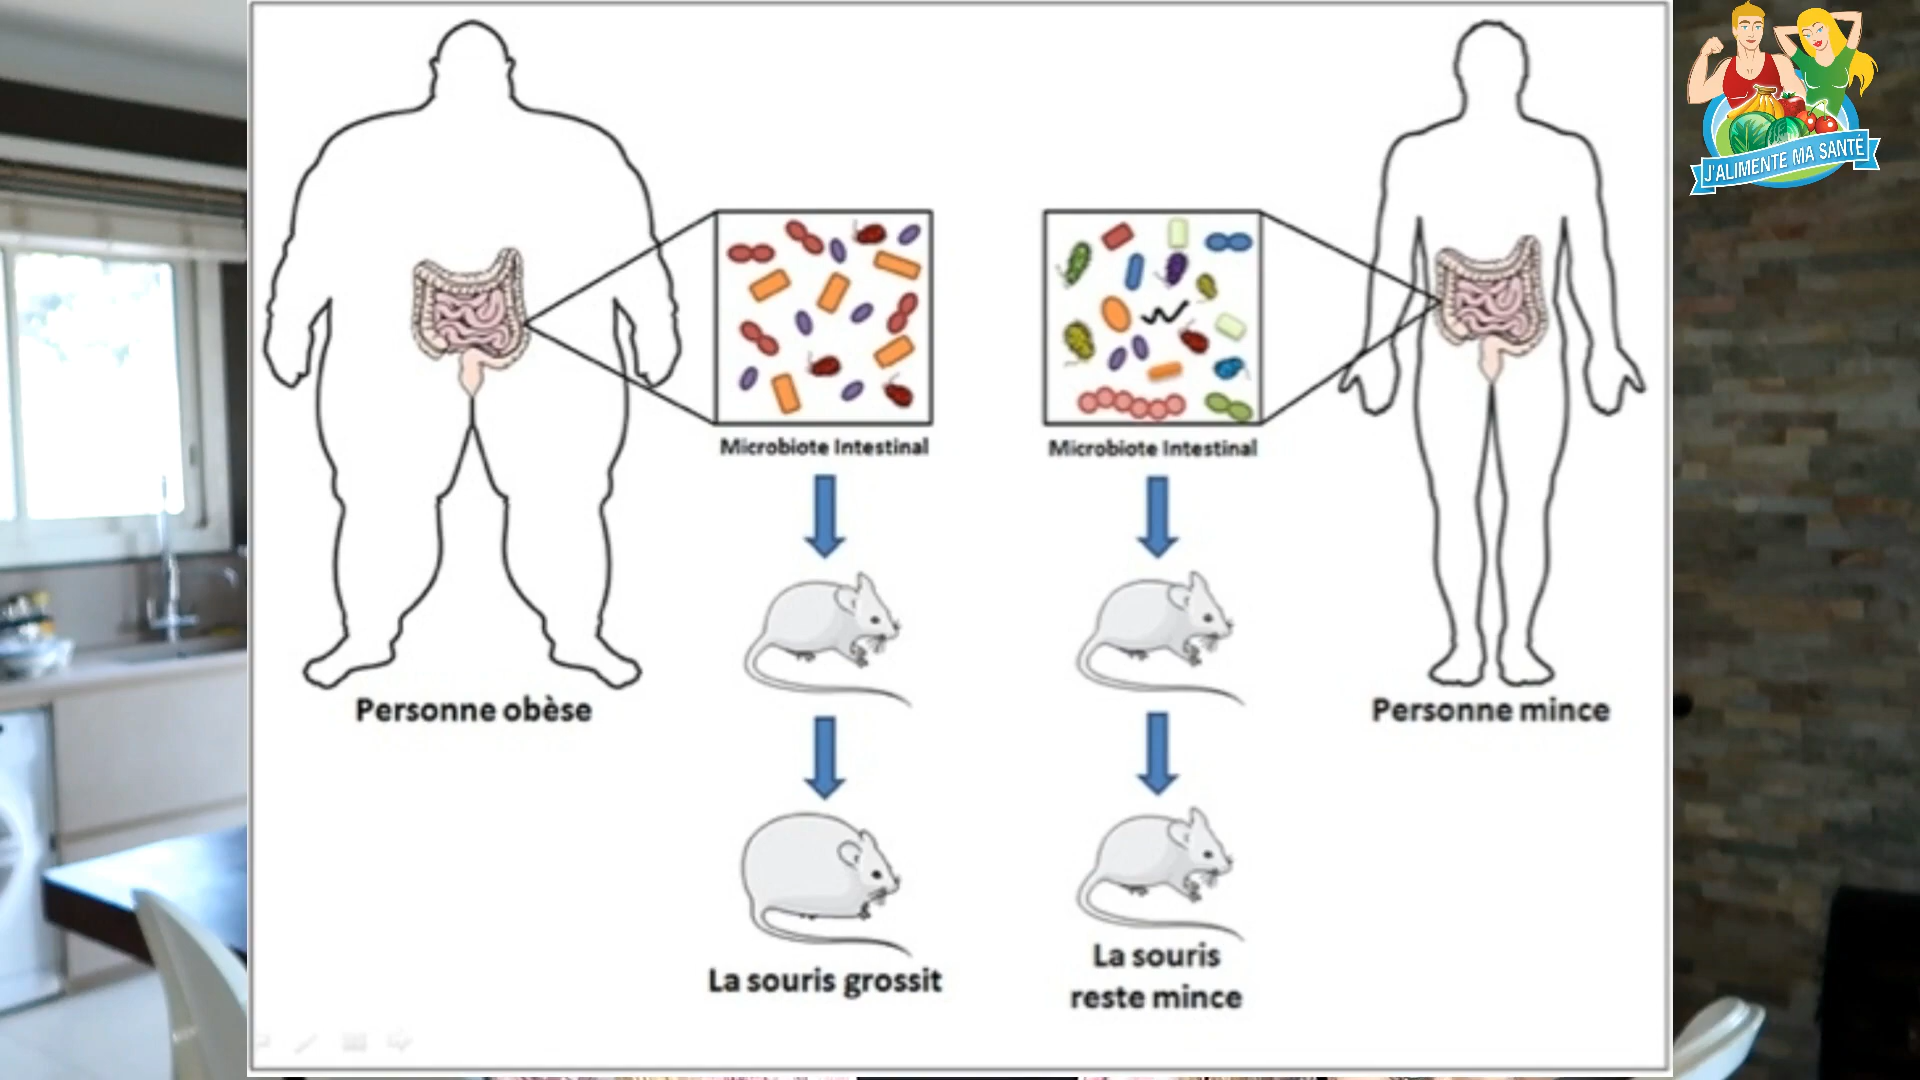 J'ALIMENTE MA SANTÉ
Microbiote Intestinal
Microbiote Intestinal
Personne obèse
Personne mince
La souris grossit
La souris
reste mince